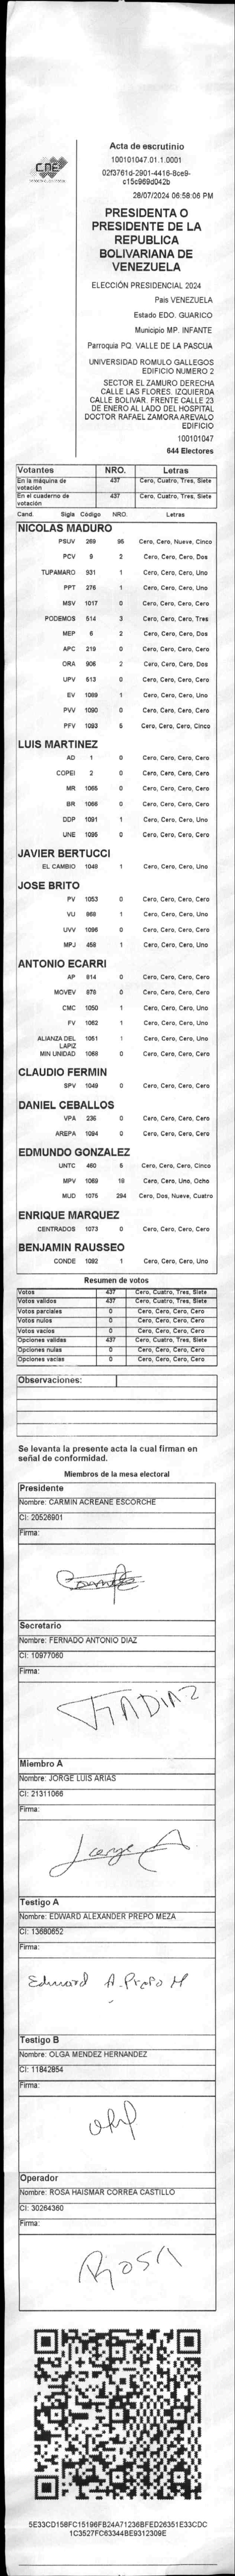 CNE
Acta de escrutinio
100101047.01.1.0001
02f3761d-2901-4416-8ce9-
c15c969d042b
28/07/2024 06:58:06 PM
PRESIDENTA O
PRESIDENTE DE LA
REPUBLICA
BOLIVARIANA DE
VENEZUELA
ELECCIÓN PRESIDENCIAL 2024
Pais VENEZUELA
Estado EDO. GUARICO
Municipio MP. INFANTE
Parroquia PQ. VALLE DE LA PASCUA
UNIVERSIDAD ROMULO GALLEGOS
EDIFICIO NUMERO 2
SECTOR EL ZAMURO DERECHA
CALLE LAS FLORES. IZQUIERDA
CALLE BOLIVAR. FRENTE CALLE 23
DE ENERO AL LADO DEL HOSPITAL
DOCTOR RAFAEL ZAMORA AREVALO
EDIFICIO
100101047
644 Electores
Votantes NRO. Letras
En la máquina de votación 437 Cero, Cuatro, Tres, Siete
En el cuaderno de votación 437 Cero, Cuatro, Tres, Siete
Cand. Sigla Código NRO. Letras
NICOLAS MADURO
PSUV 269 95 Cero, Cero, Nueve, Cinco
PCV 9 2 Cero, Cero, Cero, Dos
TUPAMARO 931 1 Cero, Cero, Cero, Uno
PPT 276 1 Cero, Cero, Cero, Uno
MSV 1017 0 Cero, Cero, Cero, Cero
PODEMOS 514 3 Cero, Cero, Cero, Tres
MEP 6 2 Cero, Cero, Cero, Dos
APC 219 0 Cero, Cero, Cero, Cero
ORA 906 2 Cero, Cero, Cero, Dos
UPV 513 0 Cero, Cero, Cero, Cero
EV 1089 1 Cero, Cero, Cero, Uno
PVV 1090 0 Cero, Cero, Cero, Cero
PFV 1093 5 Cero, Cero, Cero, Cinco
LUIS MARTINEZ
AD 1 0 Cero, Cero, Cero, Cero
COPEI 2 0 Cero, Cero, Cero, Cero
MR 1065 0 Cero, Cero, Cero, Cero
BR 1066 0 Cero, Cero, Cero, Cero
DDP 1091 1 Cero, Cero, Cero, Uno
UNE 1095 0 Cero, Cero, Cero, Cero
JAVIER BERTUCCI
EL CAMBIO 1048 1 Cero, Cero, Cero, Uno
JOSE BRITO
PV 1053 0 Cero, Cero, Cero, Cero
VU 869 1 Cero, Cero, Cero, Uno
UVV 1096 0 Cero, Cero, Cero, Cero
MPJ 458 1 Cero, Cero, Cero, Uno
ANTONIO ECARRI
AP 814 0 Cero, Cero, Cero, Cero
MOVEV 878 0 Cero, Cero, Cero, Cero
CMC 1050 1 Cero, Cero, Cero, Uno
FV 1062 1 Cero, Cero, Cero, Uno
ALIANZA DEL LAPIZ 1051 1 Cero, Cero, Cero, Uno
MIN UNIDAD 1068 0 Cero, Cero, Cero, Cero
CLAUDIO FERMIN
SPV 1049 0 Cero, Cero, Cero, Cero
DANIEL CEBALLOS
VPA 236 0 Cero, Cero, Cero, Cero
AREPA 1094 0 Cero, Cero, Cero, Cero
EDMUNDO GONZALEZ
UNTC 460 5 Cero, Cero, Cero, Cinco
MPV 1069 18 Cero, Cero, Uno, Ocho
MUD 1075 294 Cero, Dos, Nueve, Cuatro
ENRIQUE MARQUEZ
CENTRADOS 1073 0 Cero, Cero, Cero, Cero
BENJAMIN RAUSSEO
CONDE 1092 1 Cero, Cero, Cero, Uno
Resumen de votos
Votos 437 Cero, Cuatro, Tres, Siete
Votos validos 437 Cero, Cuatro, Tres, Siete
Votos parciales 0 Cero, Cero, Cero, Cero
Votos nulos 0 Cero, Cero, Cero, Cero
Votos vacios 0 Cero, Cero, Cero, Cero
Opciones validas 437 Cero, Cuatro, Tres, Siete
Opciones nulas 0 Cero, Cero, Cero, Cero
Opciones vacias 0 Cero, Cero, Cero, Cero
Observaciones:
Se levanta la presente acta la cual firman en
señal de conformidad.
Miembros de la mesa electoral
Presidente
Nombre: CARMIN ACREANE ESCORCHE
CI: 20526901
Firma:
Secretario
Nombre: FERNADO ANTONIO DIAZ
CI: 10977060
Firma:
Miembro A
Nombre: JORGE LUIS ARIAS
CI: 21311066
Firma:
Jorge A
Testigo A
Nombre: EDWARD ALEXANDER PREPO MEZA
CI: 13680652
Firma:
Edward A. Prepo M
Testigo B
Nombre: OLGA MENDEZ HERNANDEZ
CI: 11842854
Firma:
Operador
Nombre: ROSA HAISMAR CORREA CASTILLO
CI: 30264360
Firma:
Rosa
5E33CD158FC15196FB24A71236BFED26351E33CDC
1C3527FC63344BE9312309E